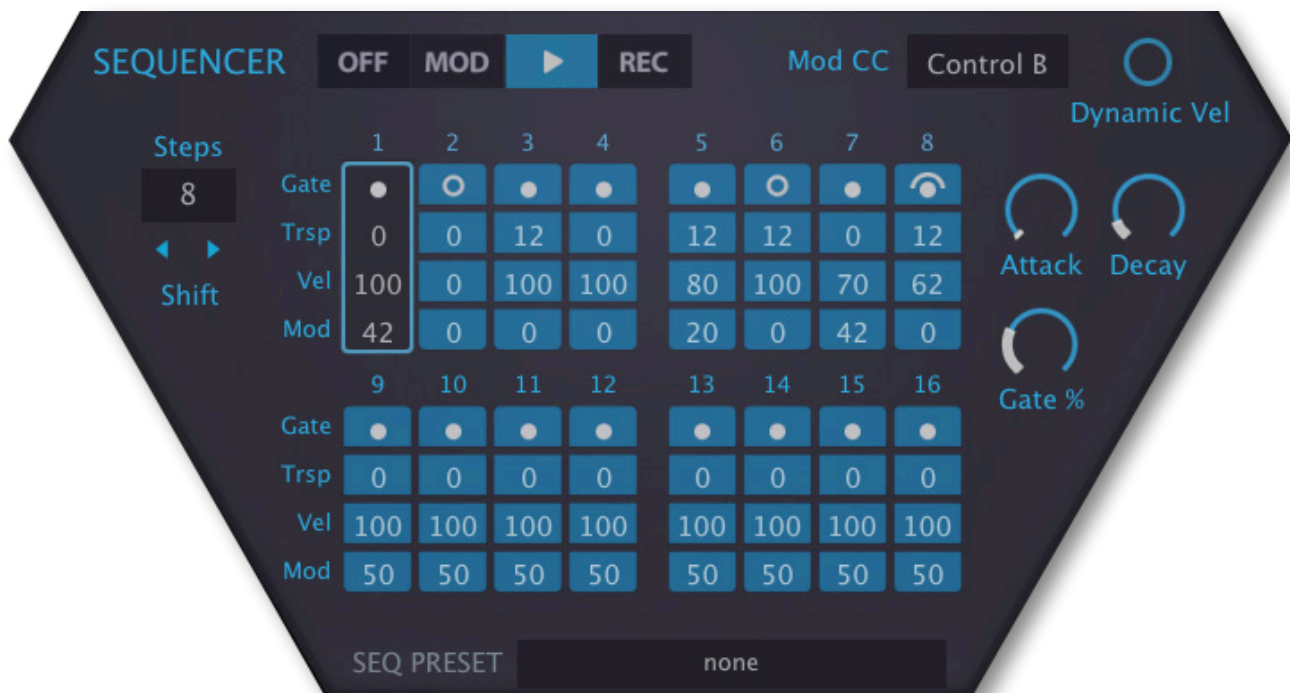 SEQUENCER OFF MOD REC Mod CC Control B
Dynamic Vel
Steps
8
Shift
1 2 3 4 5 6 7 8
Gate
Trsp 0 0 12 0 12 12 0 12
Vel 100 0 100 100 80 100 70 62
Mod 42 0 0 0 20 0 42 0
Attack Decay
Gate %
9 10 11 12 13 14 15 16
Gate
Trsp 0 0 0 0 0 0 0 0
Vel 100 100 100 100 100 100 100 100
Mod 50 50 50 50 50 50 50 50
SEQ PRESET none